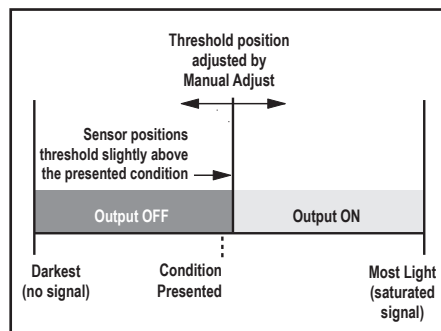 Threshold position
adjusted by
Manual Adjust
Sensor positions
threshold slightly above
the presented condition
Output OFF
Output ON
Darkest
(no signal)
Condition
Presented
Most Light
(saturated
signal)